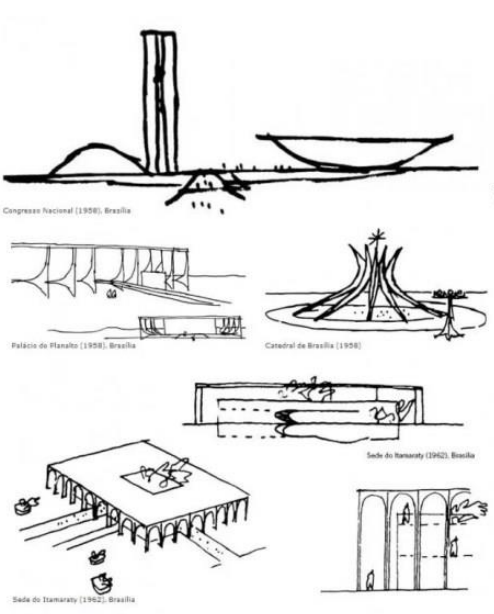 Congresso Nacional (1958), Brasília
Palácio do Planalto (1958), Brasília
Catedral de Brasília (1958)
Sede do Itamaraty (1962), Brasília
Sede do Itamaraty (1962), Brasília